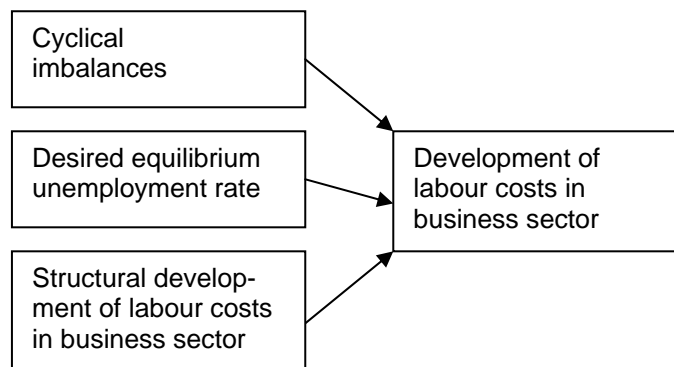 Cyclical
imbalances
Desired equilibrium
unemployment rate
Structural develop-
ment of labour costs
in business sector
Development of
labour costs in
business sector